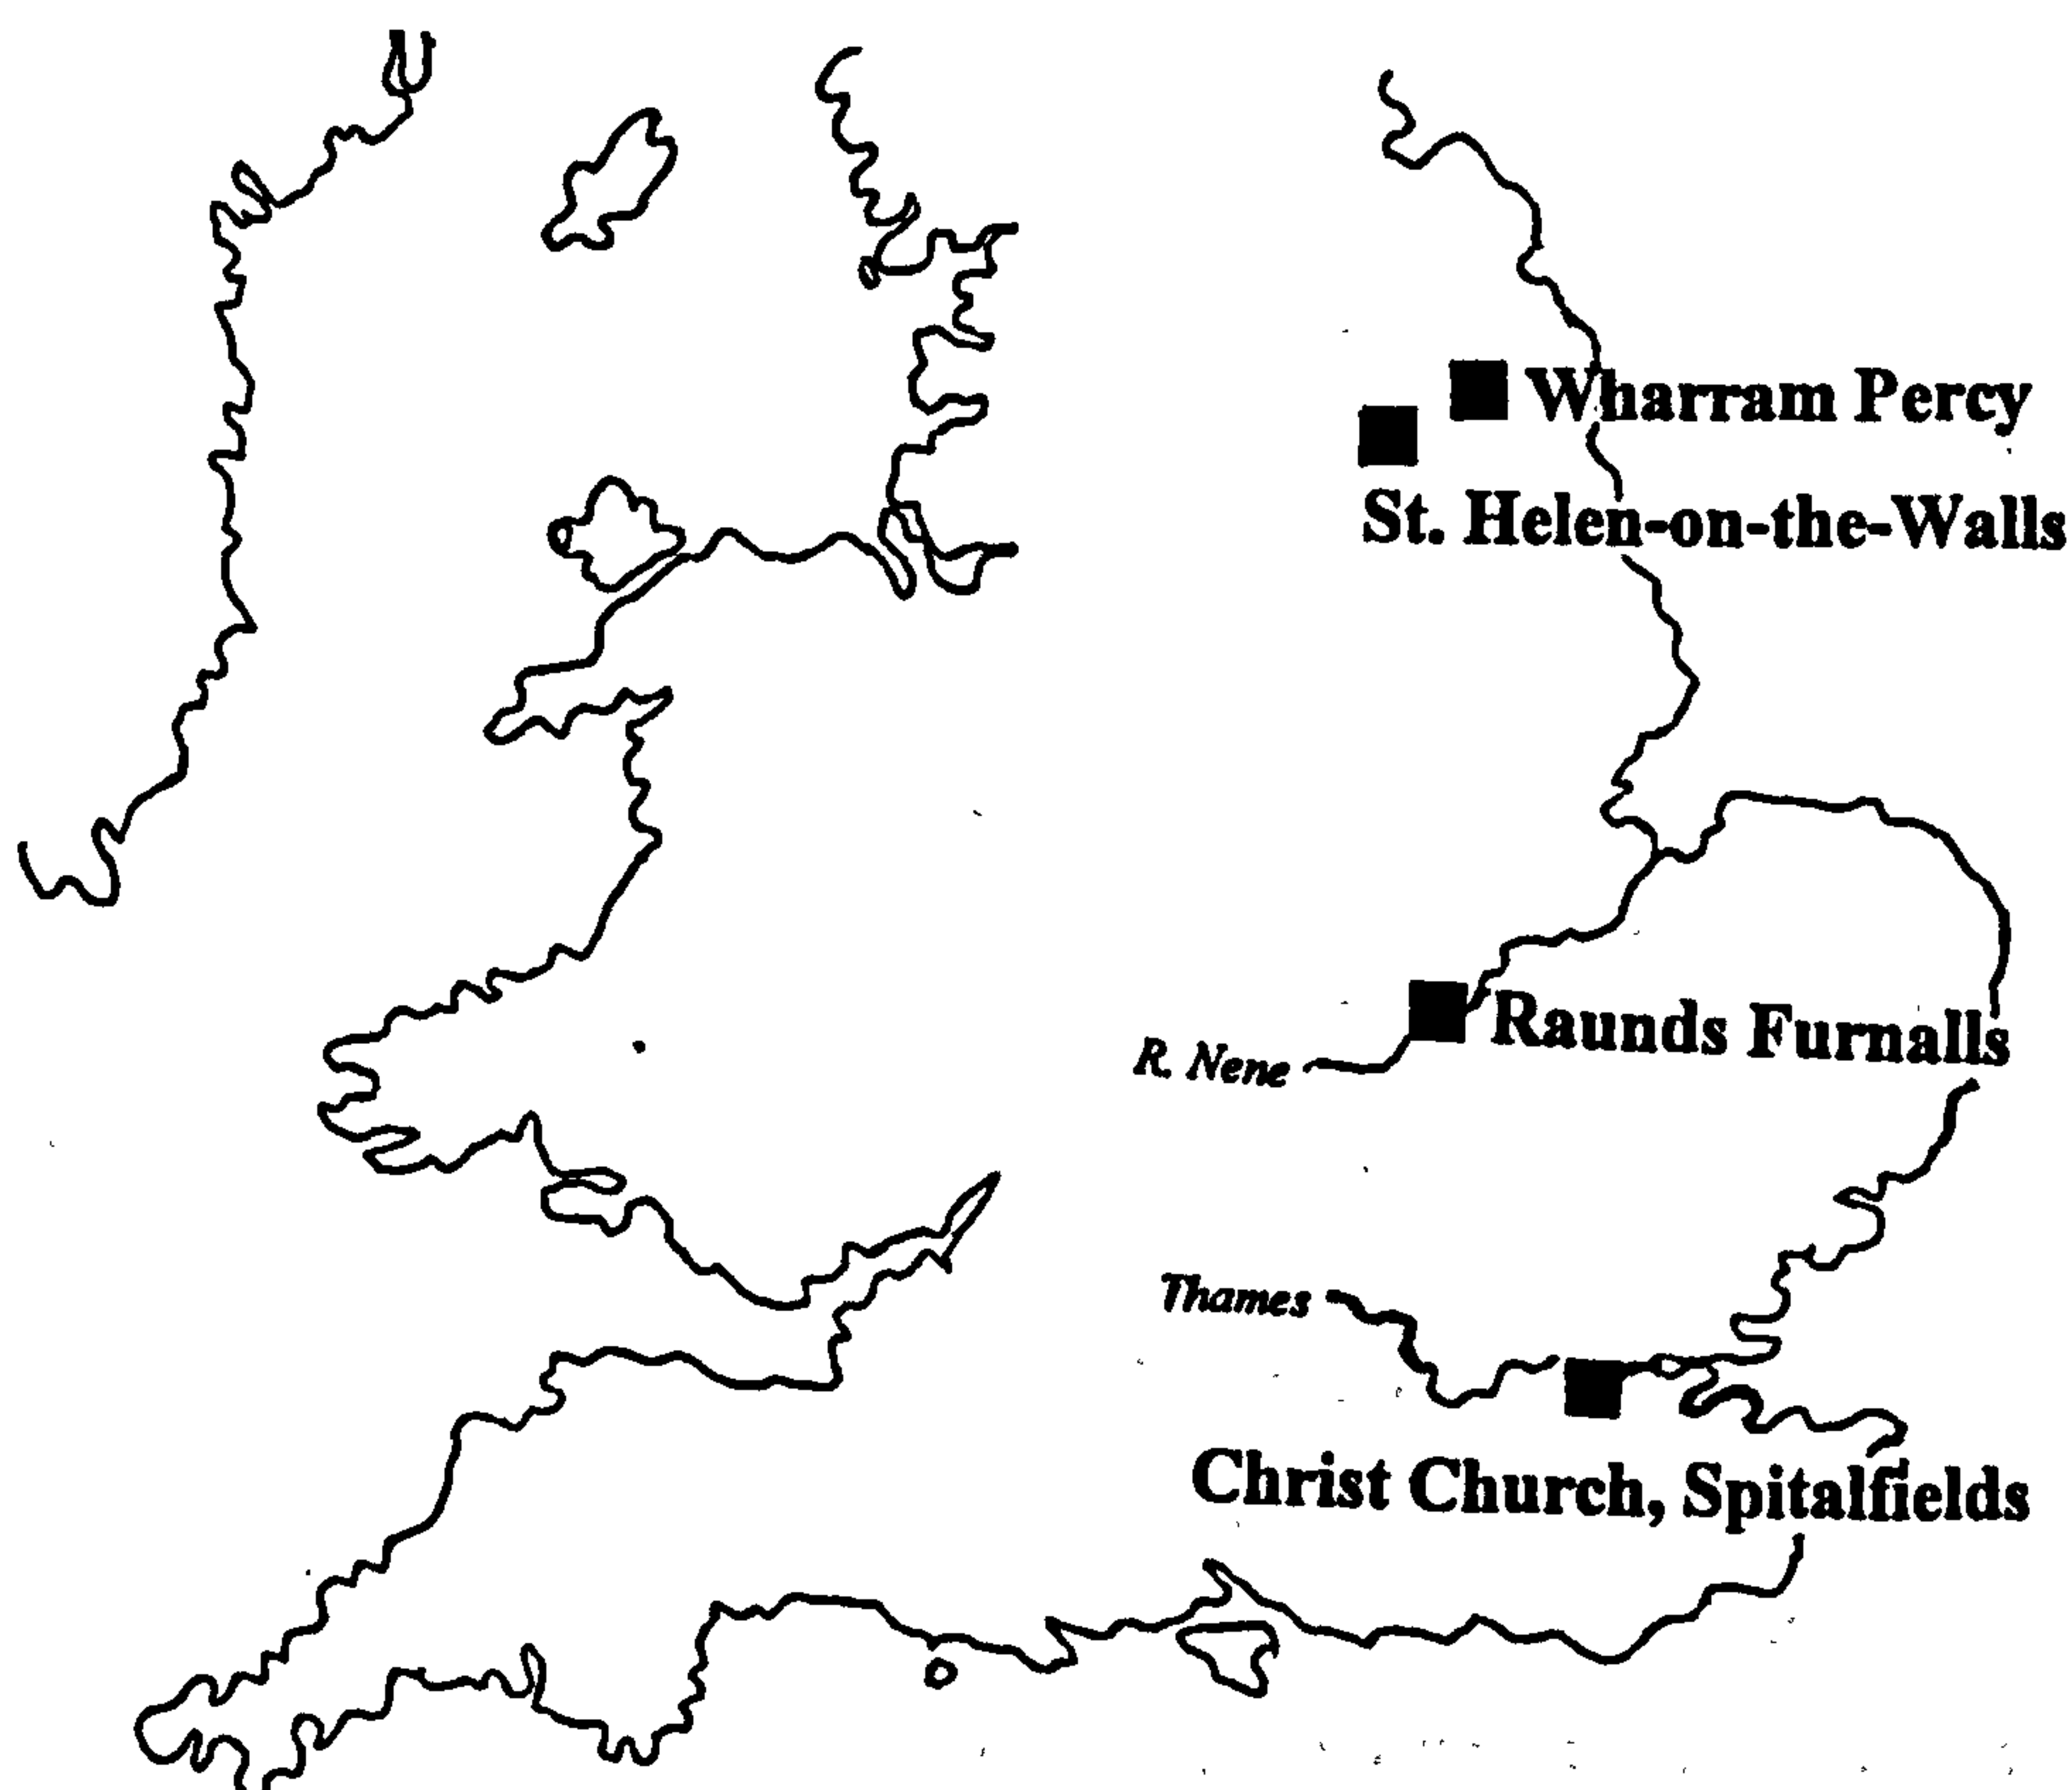 Wharram Percy
St. Helen-on-the-Walls
Raunds Furnalls
R. Nene
Thames
Christ Church, Spitalfields